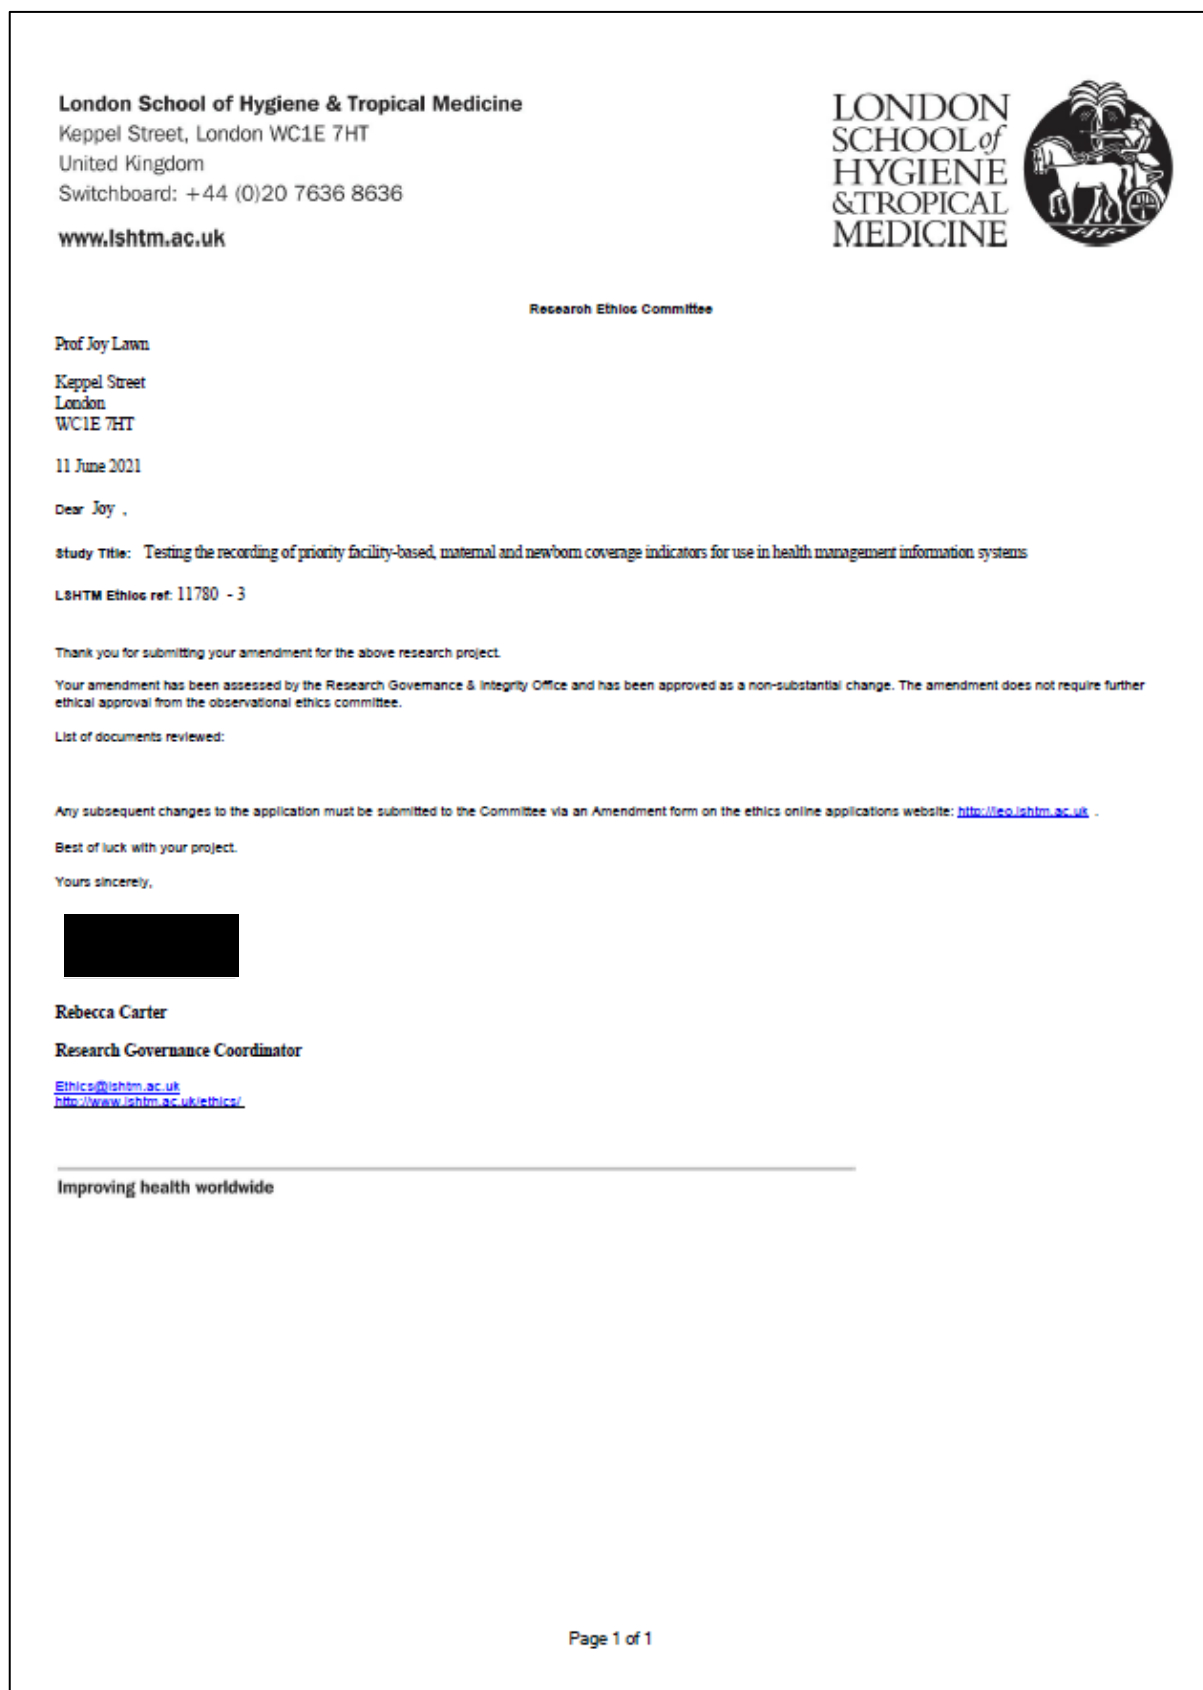 London School of Hygiene & Tropical Medicine
Keppel Street, London WC1E 7HT
United Kingdom
Switchboard: +44 (0)20 7636 8636
www.lshtm.ac.uk
LONDON
SCHOOL of
HYGIENE
& TROPICAL
MEDICINE
Research Ethics Committee
Prof Joy Lawn
Keppel Street
London
WC1E 7HT
11 June 2021
Dear Joy ,
Study Title: Testing the recording of priority facility-based, maternal and newborn coverage indicators for use in health management information systems
LSHTM Ethics ref: 11780 - 3
Thank you for submitting your amendment for the above research project.
Your amendment has been assessed by the Research Governance & Integrity Office and has been approved as a non-substantial change. The amendment does not require further
ethical approval from the observational ethics committee.
List of documents reviewed:
Any subsequent changes to the application must be submitted to the Committee via an Amendment form on the ethics online applications website: http://leo.lshtm.ac.uk .
Best of luck with your project.
Yours sincerely,
Rebecca Carter
Research Governance Coordinator
Ethics@lshtm.ac.uk
http://www.lshtm.ac.uk/ethics/
Improving health worldwide
Page 1 of 1